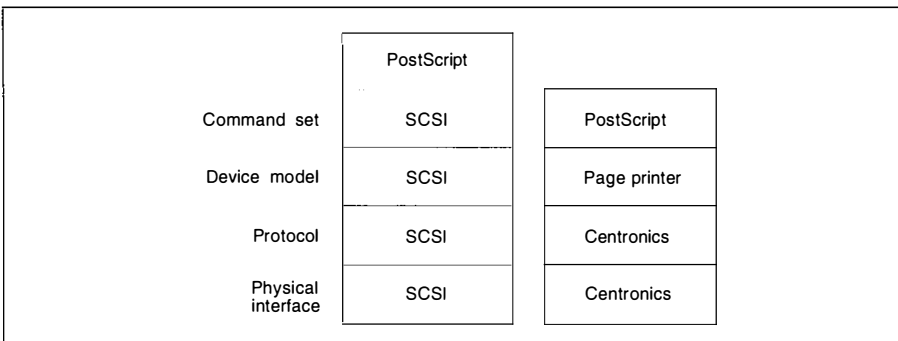 PostScript
Command set SCSI PostScript
Device model SCSI Page printer
Protocol SCSI Centronics
Physical interface SCSI Centronics